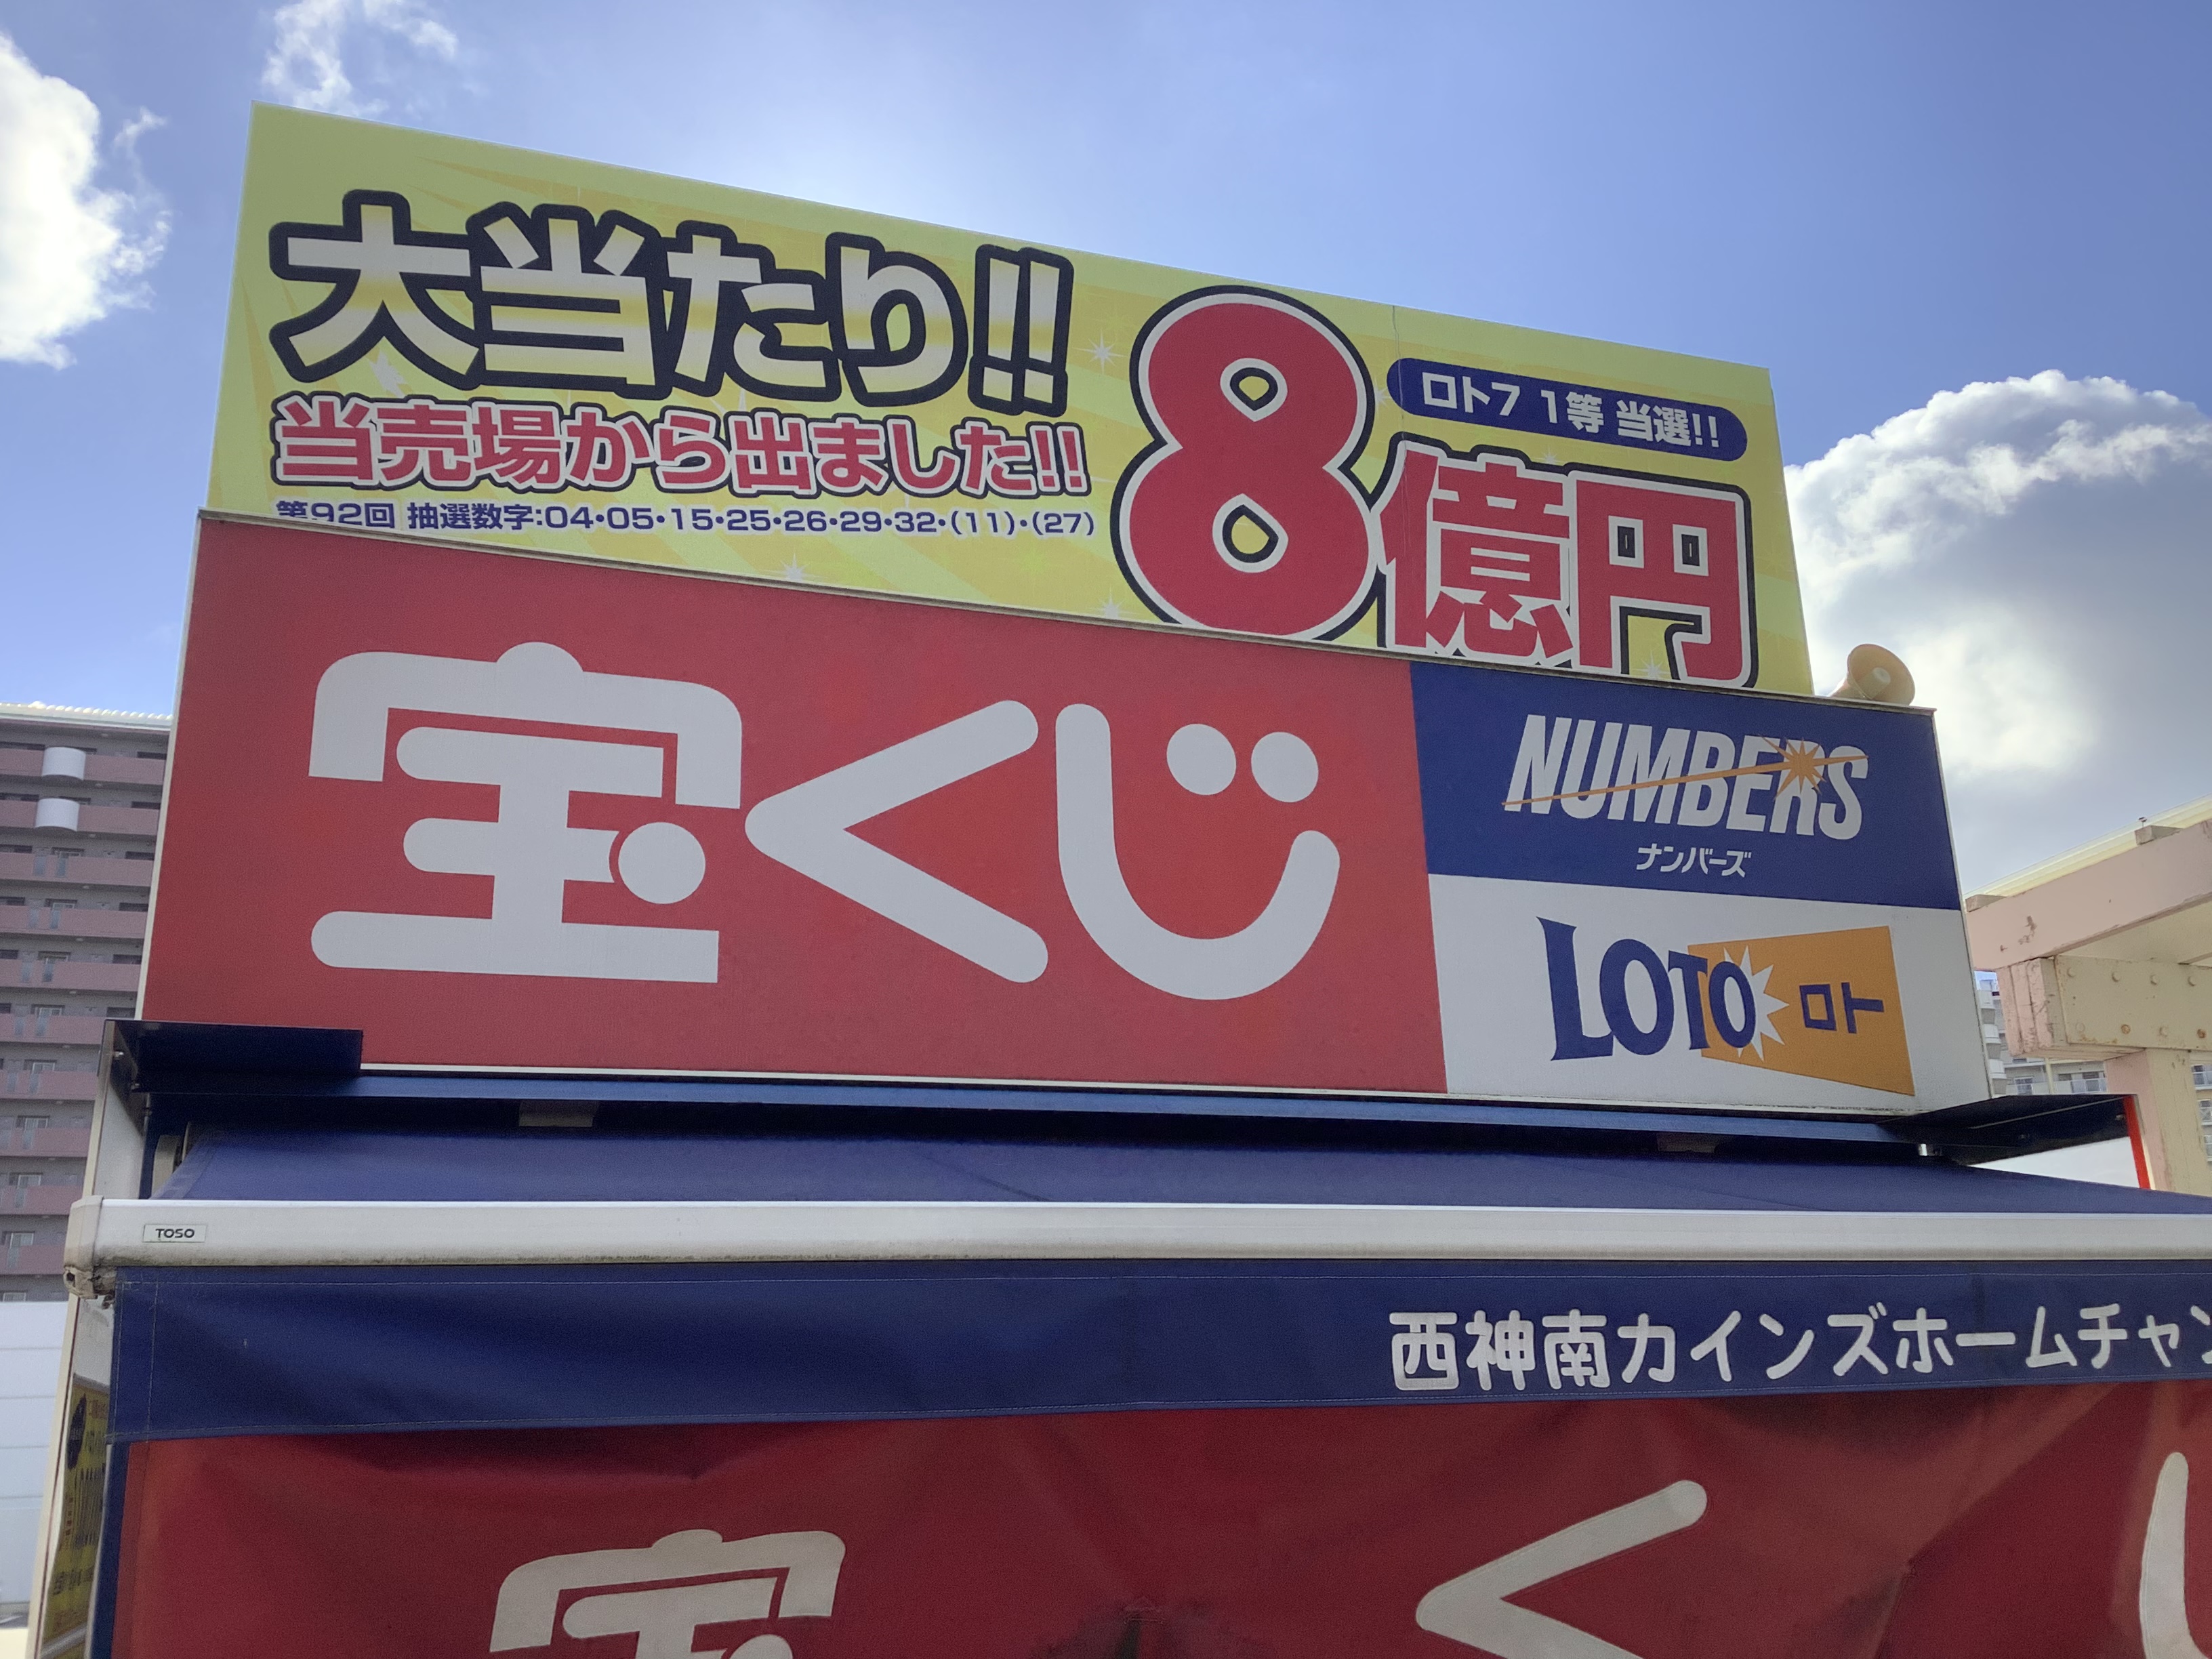 大当たり!!
当売場から出ました!!
第92回 抽選数字:04・05・15・25・26・29・32・(11)・(27)
8億円
ロト7 1等 当選!!
宝くじ
NUMBERS
ナンバーズ
LOTO
ロト
TOSO
西神南カインズホームチャン
宝く